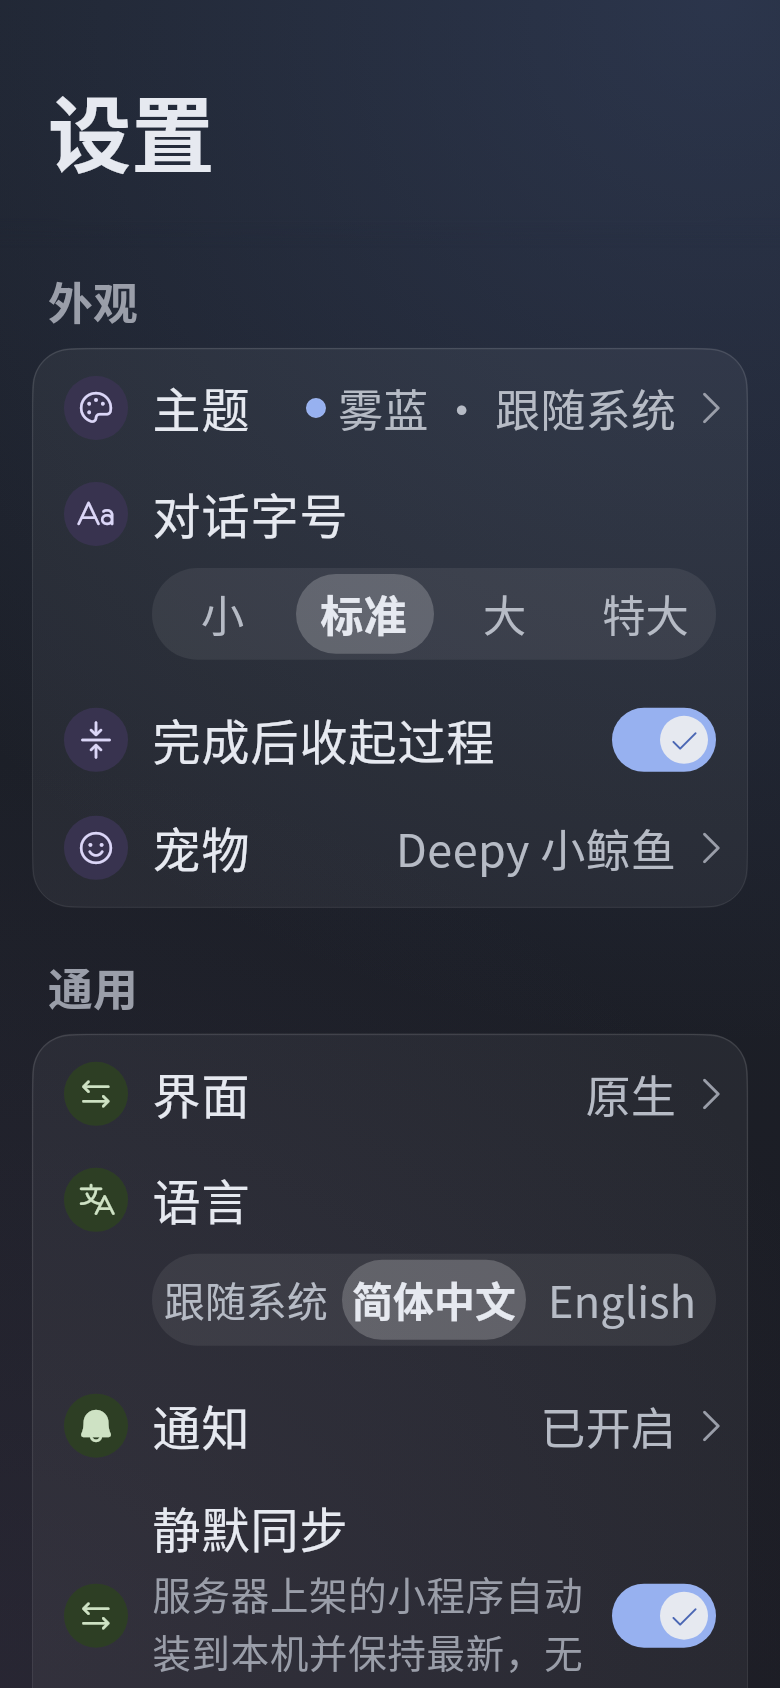 设置
外观
主题 雾蓝 · 跟随系统
Aa 对话字号
小 标准 大 特大
完成后收起过程
宠物 Deepy 小鲸鱼
通用
界面 原生
文A 语言
跟随系统 简体中文 English
通知 已开启
静默同步
服务器上架的小程序自动
装到本机并保持最新，无